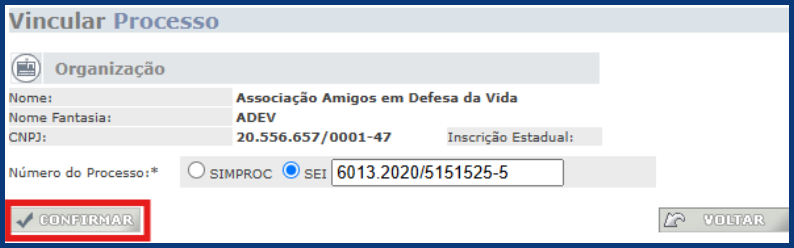 Vincular Processo
Organização
Nome: Associação Amigos em Defesa da Vida
Nome Fantasia: ADEV
CNPJ: 20.556.657/0001-47 Inscrição Estadual:
Número do Processo:* SIMPROC SEI 6013.2020/5151525-5
CONFIRMAR VOLTAR